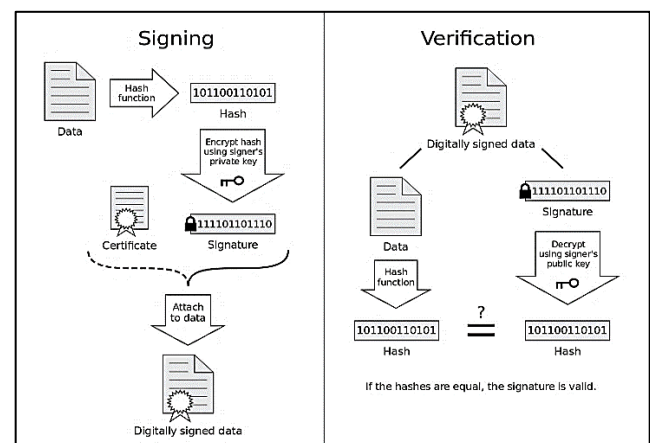 Signing
Data
Hash
function
101100110101
Hash
Encrypt hash
using signer's
private key
Certificate
111101101110
Signature
Attach
to data
Digitally signed data
Verification
Digitally signed data
Data
111101101110
Signature
Hash
function
Decrypt
using signer's
public key
101100110101
Hash
?
=
101100110101
Hash
If the hashes are equal, the signature is valid.